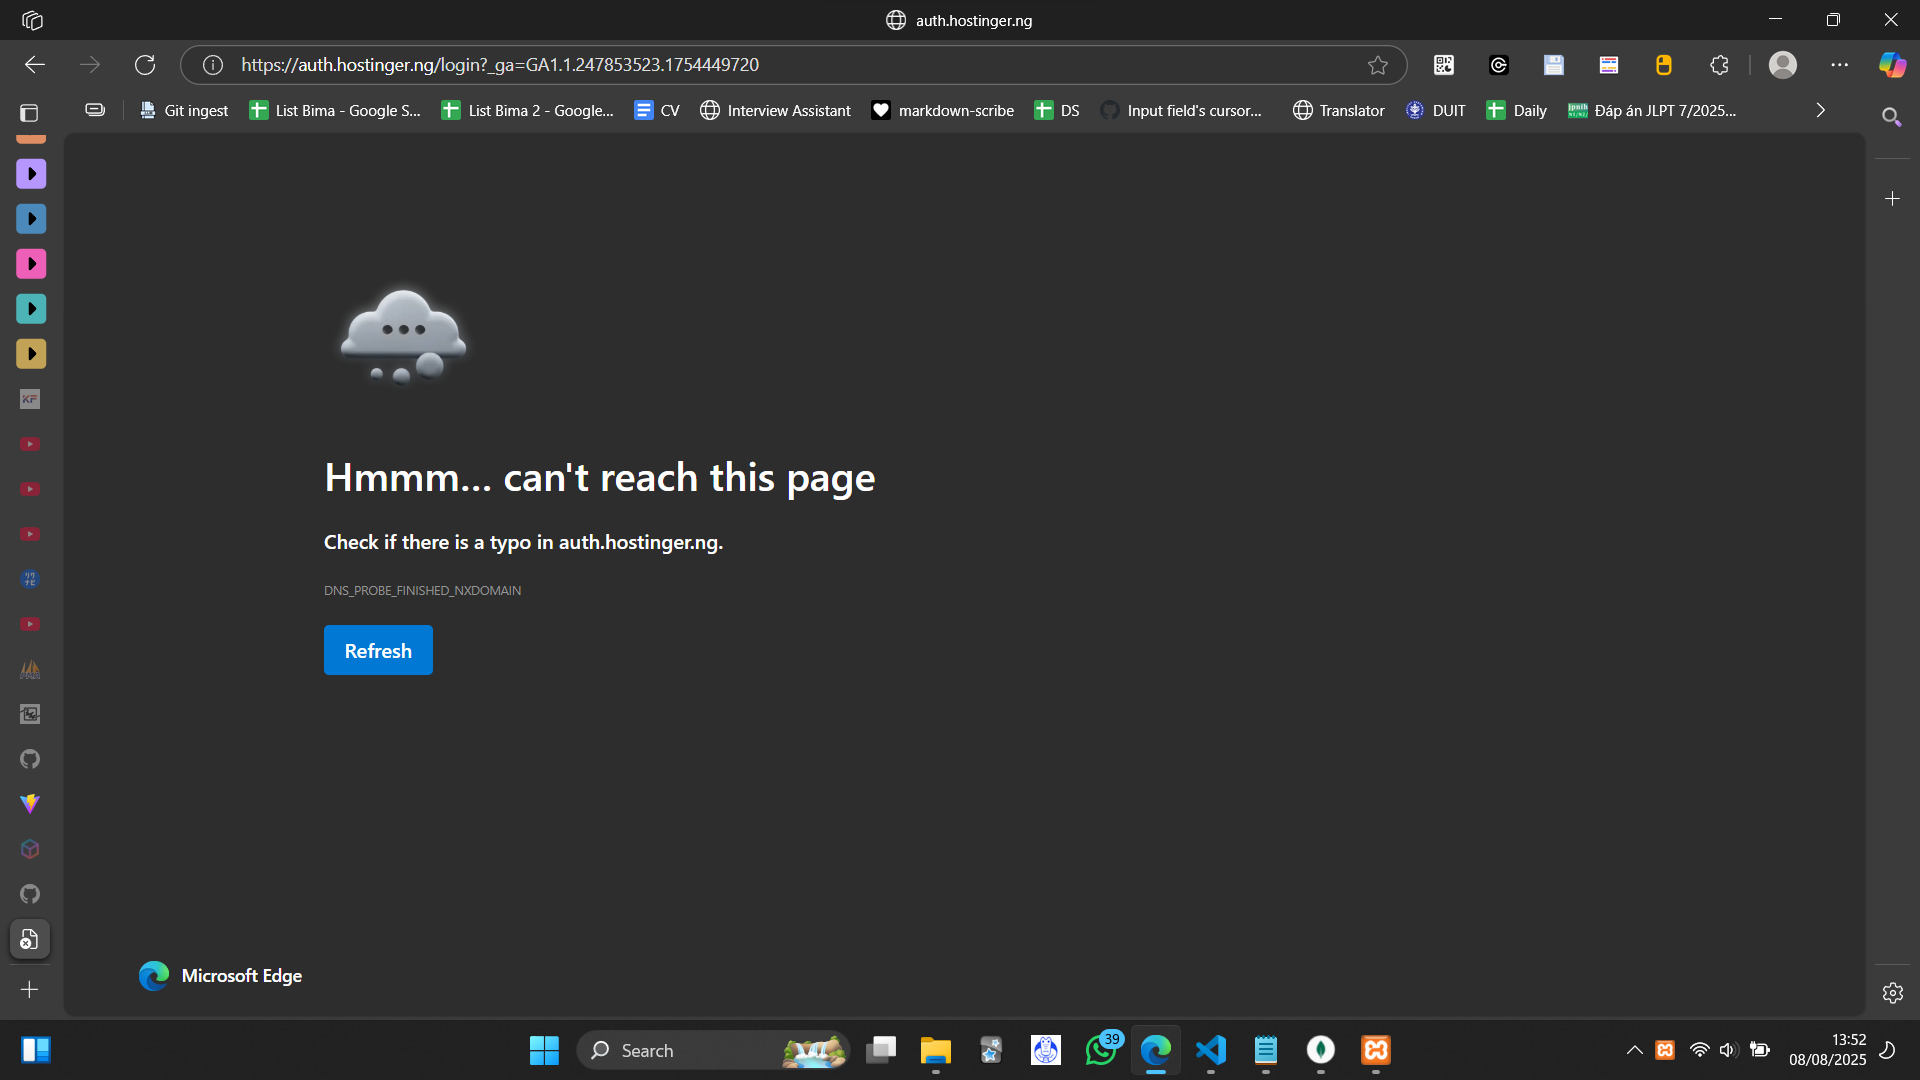 auth.hostinger.ng
https://auth.hostinger.ng/login?_ga=GA1.1.247853523.1754449720
Git ingest
List Bima - Google S...
List Bima 2 - Google...
CV
Interview Assistant
markdown-scribe
DS
Input field's cursor...
Translator
DUIT
Daily
Đáp án JLPT 7/2025...
Hmmm... can't reach this page
Check if there is a typo in auth.hostinger.ng.
DNS_PROBE_FINISHED_NXDOMAIN
Refresh
Microsoft Edge
Search
39
13:52
08/08/2025